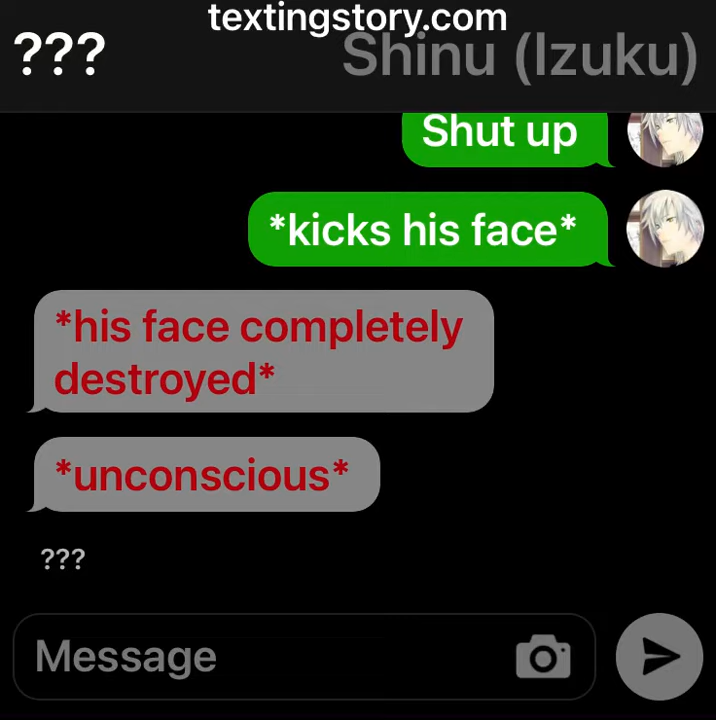 textingstory.com
??? Shinu (Izuku)
Shut up
*kicks his face*
*his face completely
destroyed*
*unconscious*
???
Message